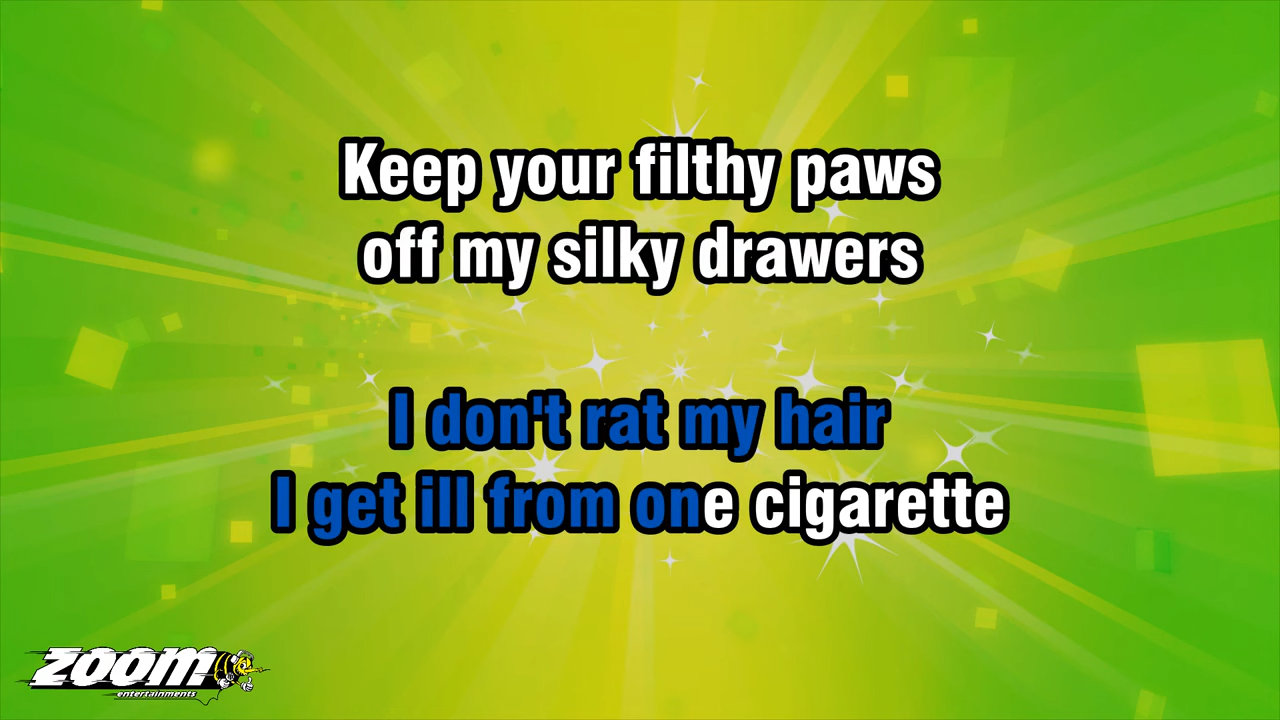 Keep your filthy paws
off my silky drawers
I don't rat my hair
I get ill from one cigarette
ZOOM
entertainments